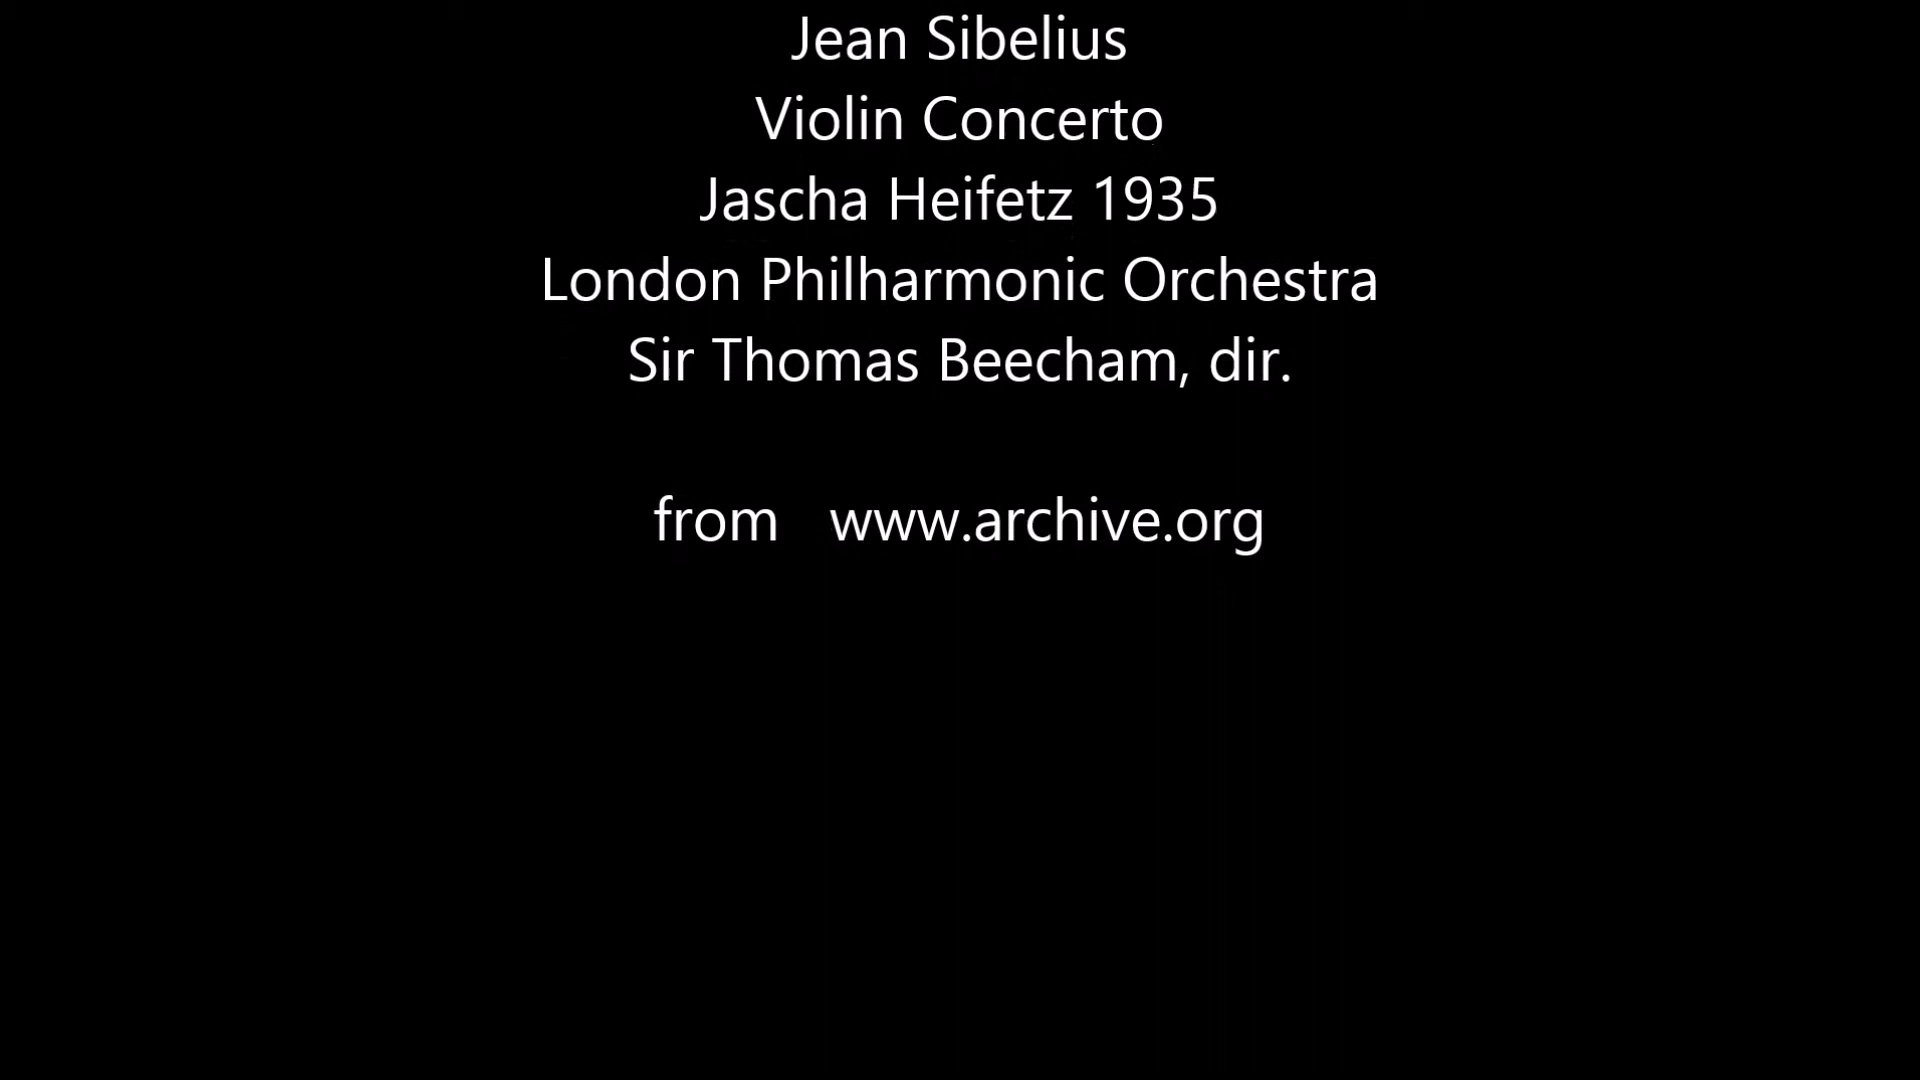 Jean Sibelius
Violin Concerto
Jascha Heifetz 1935
London Philharmonic Orchestra
Sir Thomas Beecham, dir.
from www.archive.org